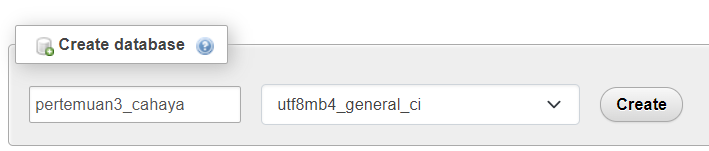 Create database
pertemuan3_cahaya
utf8mb4_general_ci
Create